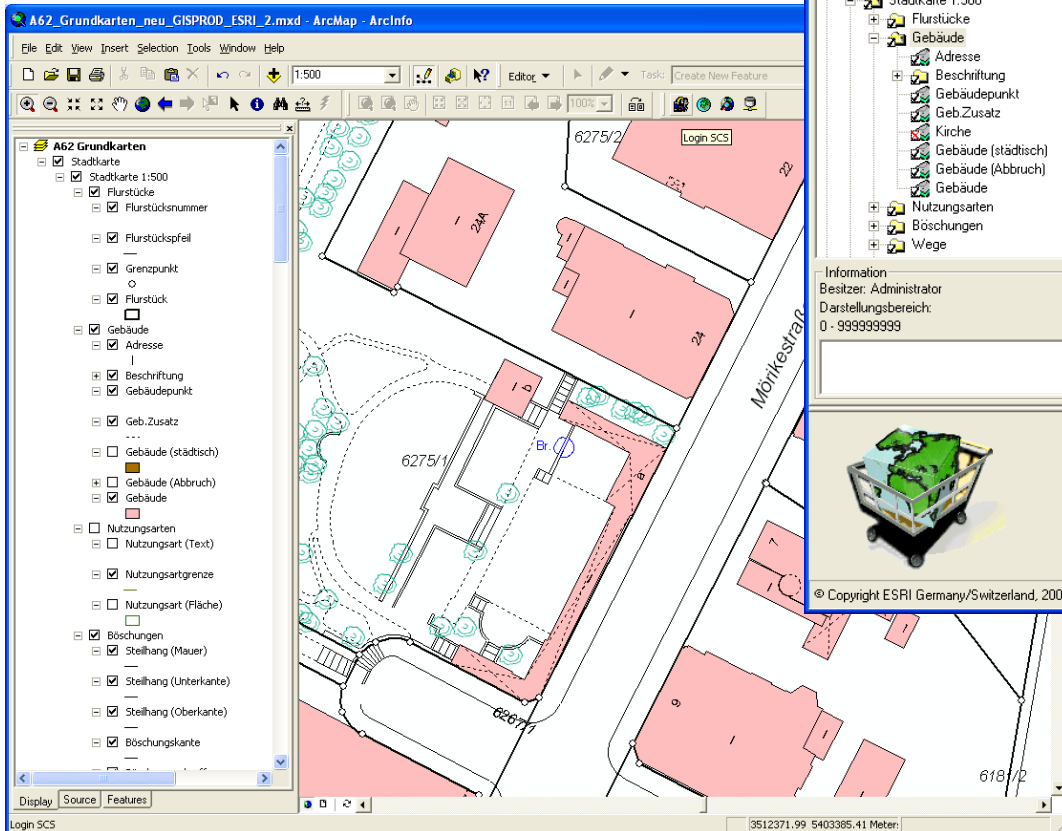 A62_Grundkarten_neu_GISPROD_ESRI_2.mxd - ArcMap - ArcInfo
File Edit View Insert Selection Tools Window Help
1:500
Editor
Task:
Create New Feature
100%
Login SCS
A62 Grundkarten
Stadtkarte
Stadtkarte 1:500
Flurstücke
Flurstücksnummer
Flurstückspfeil
Grenzpunkt
Flurstück
Gebäude
Adresse
Beschriftung
Gebäudepunkt
Geb.Zusatz
Gebäude (städtisch)
Gebäude (Abbruch)
Gebäude
Nutzungsarten
Nutzungsart (Text)
Nutzungsartgrenze
Nutzungsart (Fläche)
Böschungen
Steilhang (Mauer)
Steilhang (Unterkante)
Steilhang (Oberkante)
Böschungskante
Display Source Features
Login SCS
3512371.99 5403385.41 Meter
6275/2
22
24A
I
I
I
I
I
24
I
b
Br.
6275/1
a
I
6267/1
7
I
I
9
I
I
I
6181/2
Stadtkarte 1:500
Flurstücke
Gebäude
Adresse
Beschriftung
Gebäudepunkt
Geb.Zusatz
Kirche
Gebäude (städtisch)
Gebäude (Abbruch)
Gebäude
Nutzungsarten
Böschungen
Wege
Information
Besitzer: Administrator
Darstellungsbereich:
0 - 999999999
© Copyright ESRI Germany/Switzerland, 200